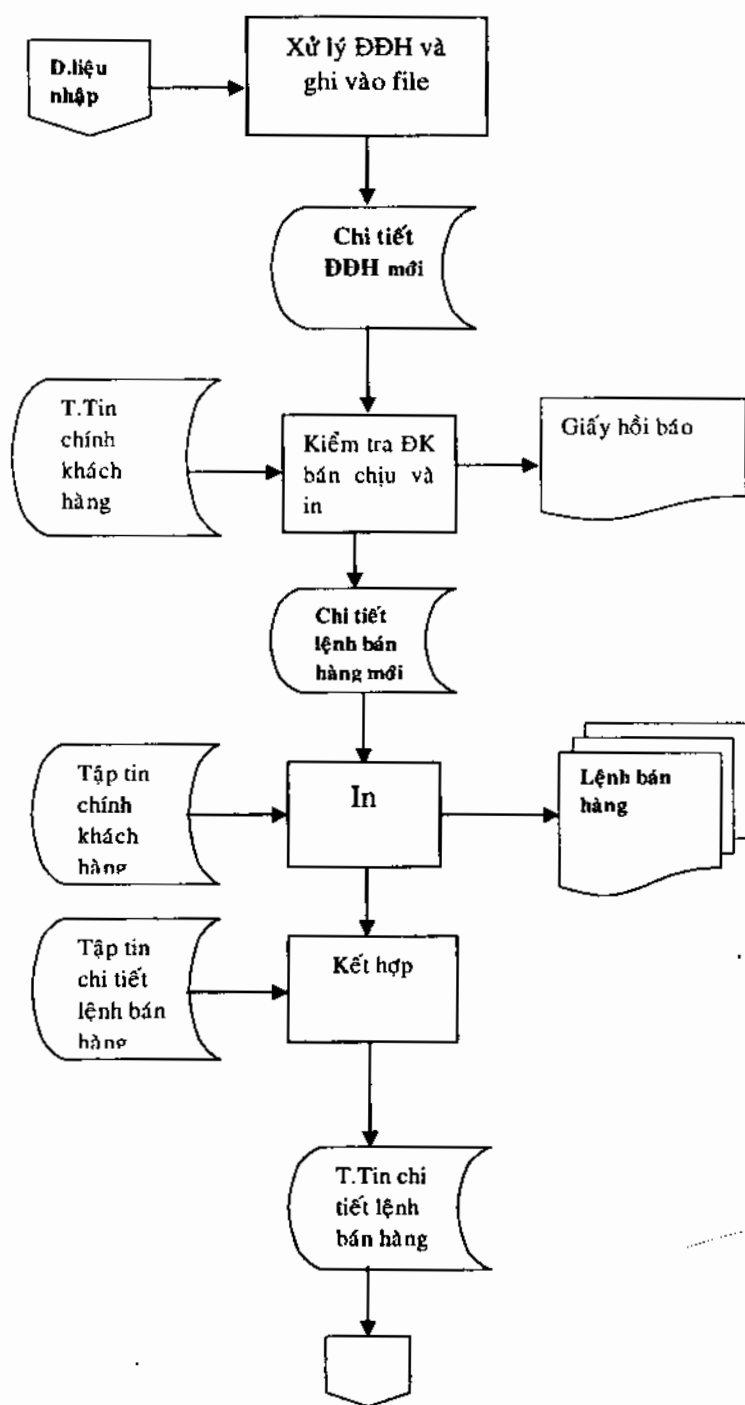 Xử lý ĐĐH và
ghi vào file
D.liệu
nhập
Chi tiết
ĐĐH mới
T.Tin
chính
khách
hàng
Kiểm tra ĐK
bán chịu và
in
Giấy hồi báo
Chi tiết
lệnh bán
hàng mới
Tập tin
chính
khách
hàng
In
Lệnh bán
hàng
Tập tin
chi tiết
lệnh bán
hàng
Kết hợp
T.Tin chi
tiết lệnh
bán hàng